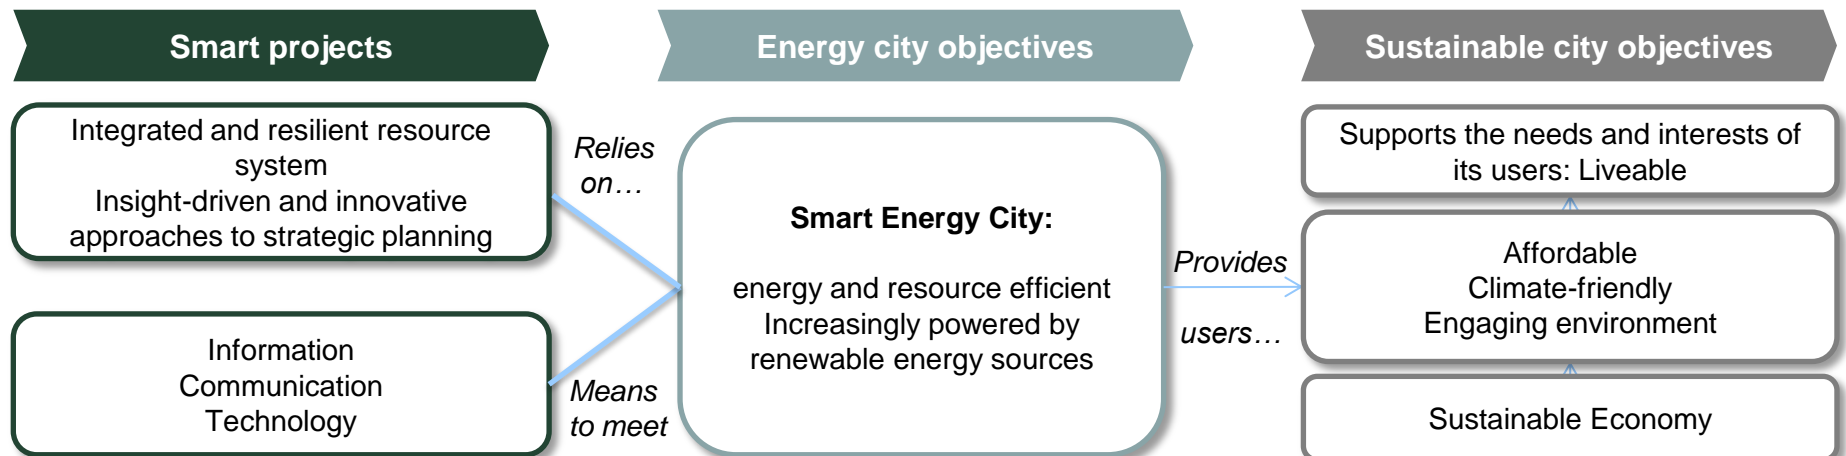 Smart projects
Energy city objectives
Sustainable city objectives
Integrated and resilient resource
system
Insight-driven and innovative
approaches to strategic planning
Information
Communication
Technology
Relies
on…
Means
to meet
Smart Energy City:
energy and resource efficient
Increasingly powered by
renewable energy sources
Provides
users…
Supports the needs and interests of
its users: Liveable
Affordable
Climate-friendly
Engaging environment
Sustainable Economy